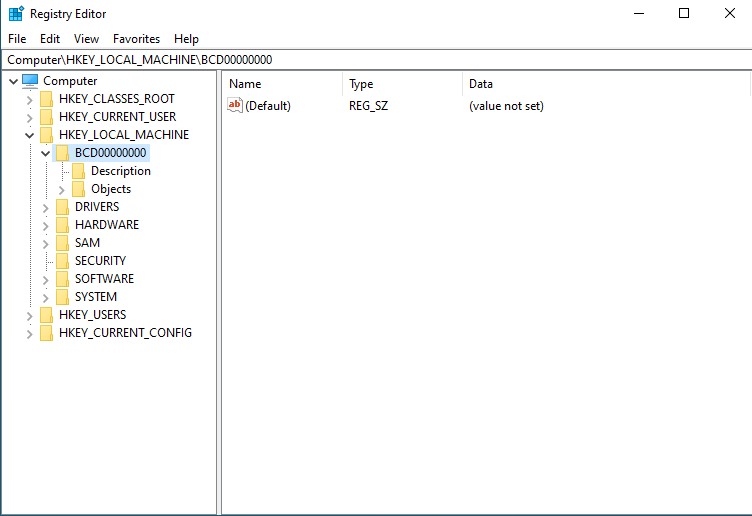 Registry Editor
File Edit View Favorites Help
Computer\HKEY_LOCAL_MACHINE\BCD00000000
Computer
HKEY_CLASSES_ROOT
HKEY_CURRENT_USER
HKEY_LOCAL_MACHINE
BCD00000000
Description
Objects
DRIVERS
HARDWARE
SAM
SECURITY
SOFTWARE
SYSTEM
HKEY_USERS
HKEY_CURRENT_CONFIG
Name Type Data
ab (Default) REG_SZ (value not set)